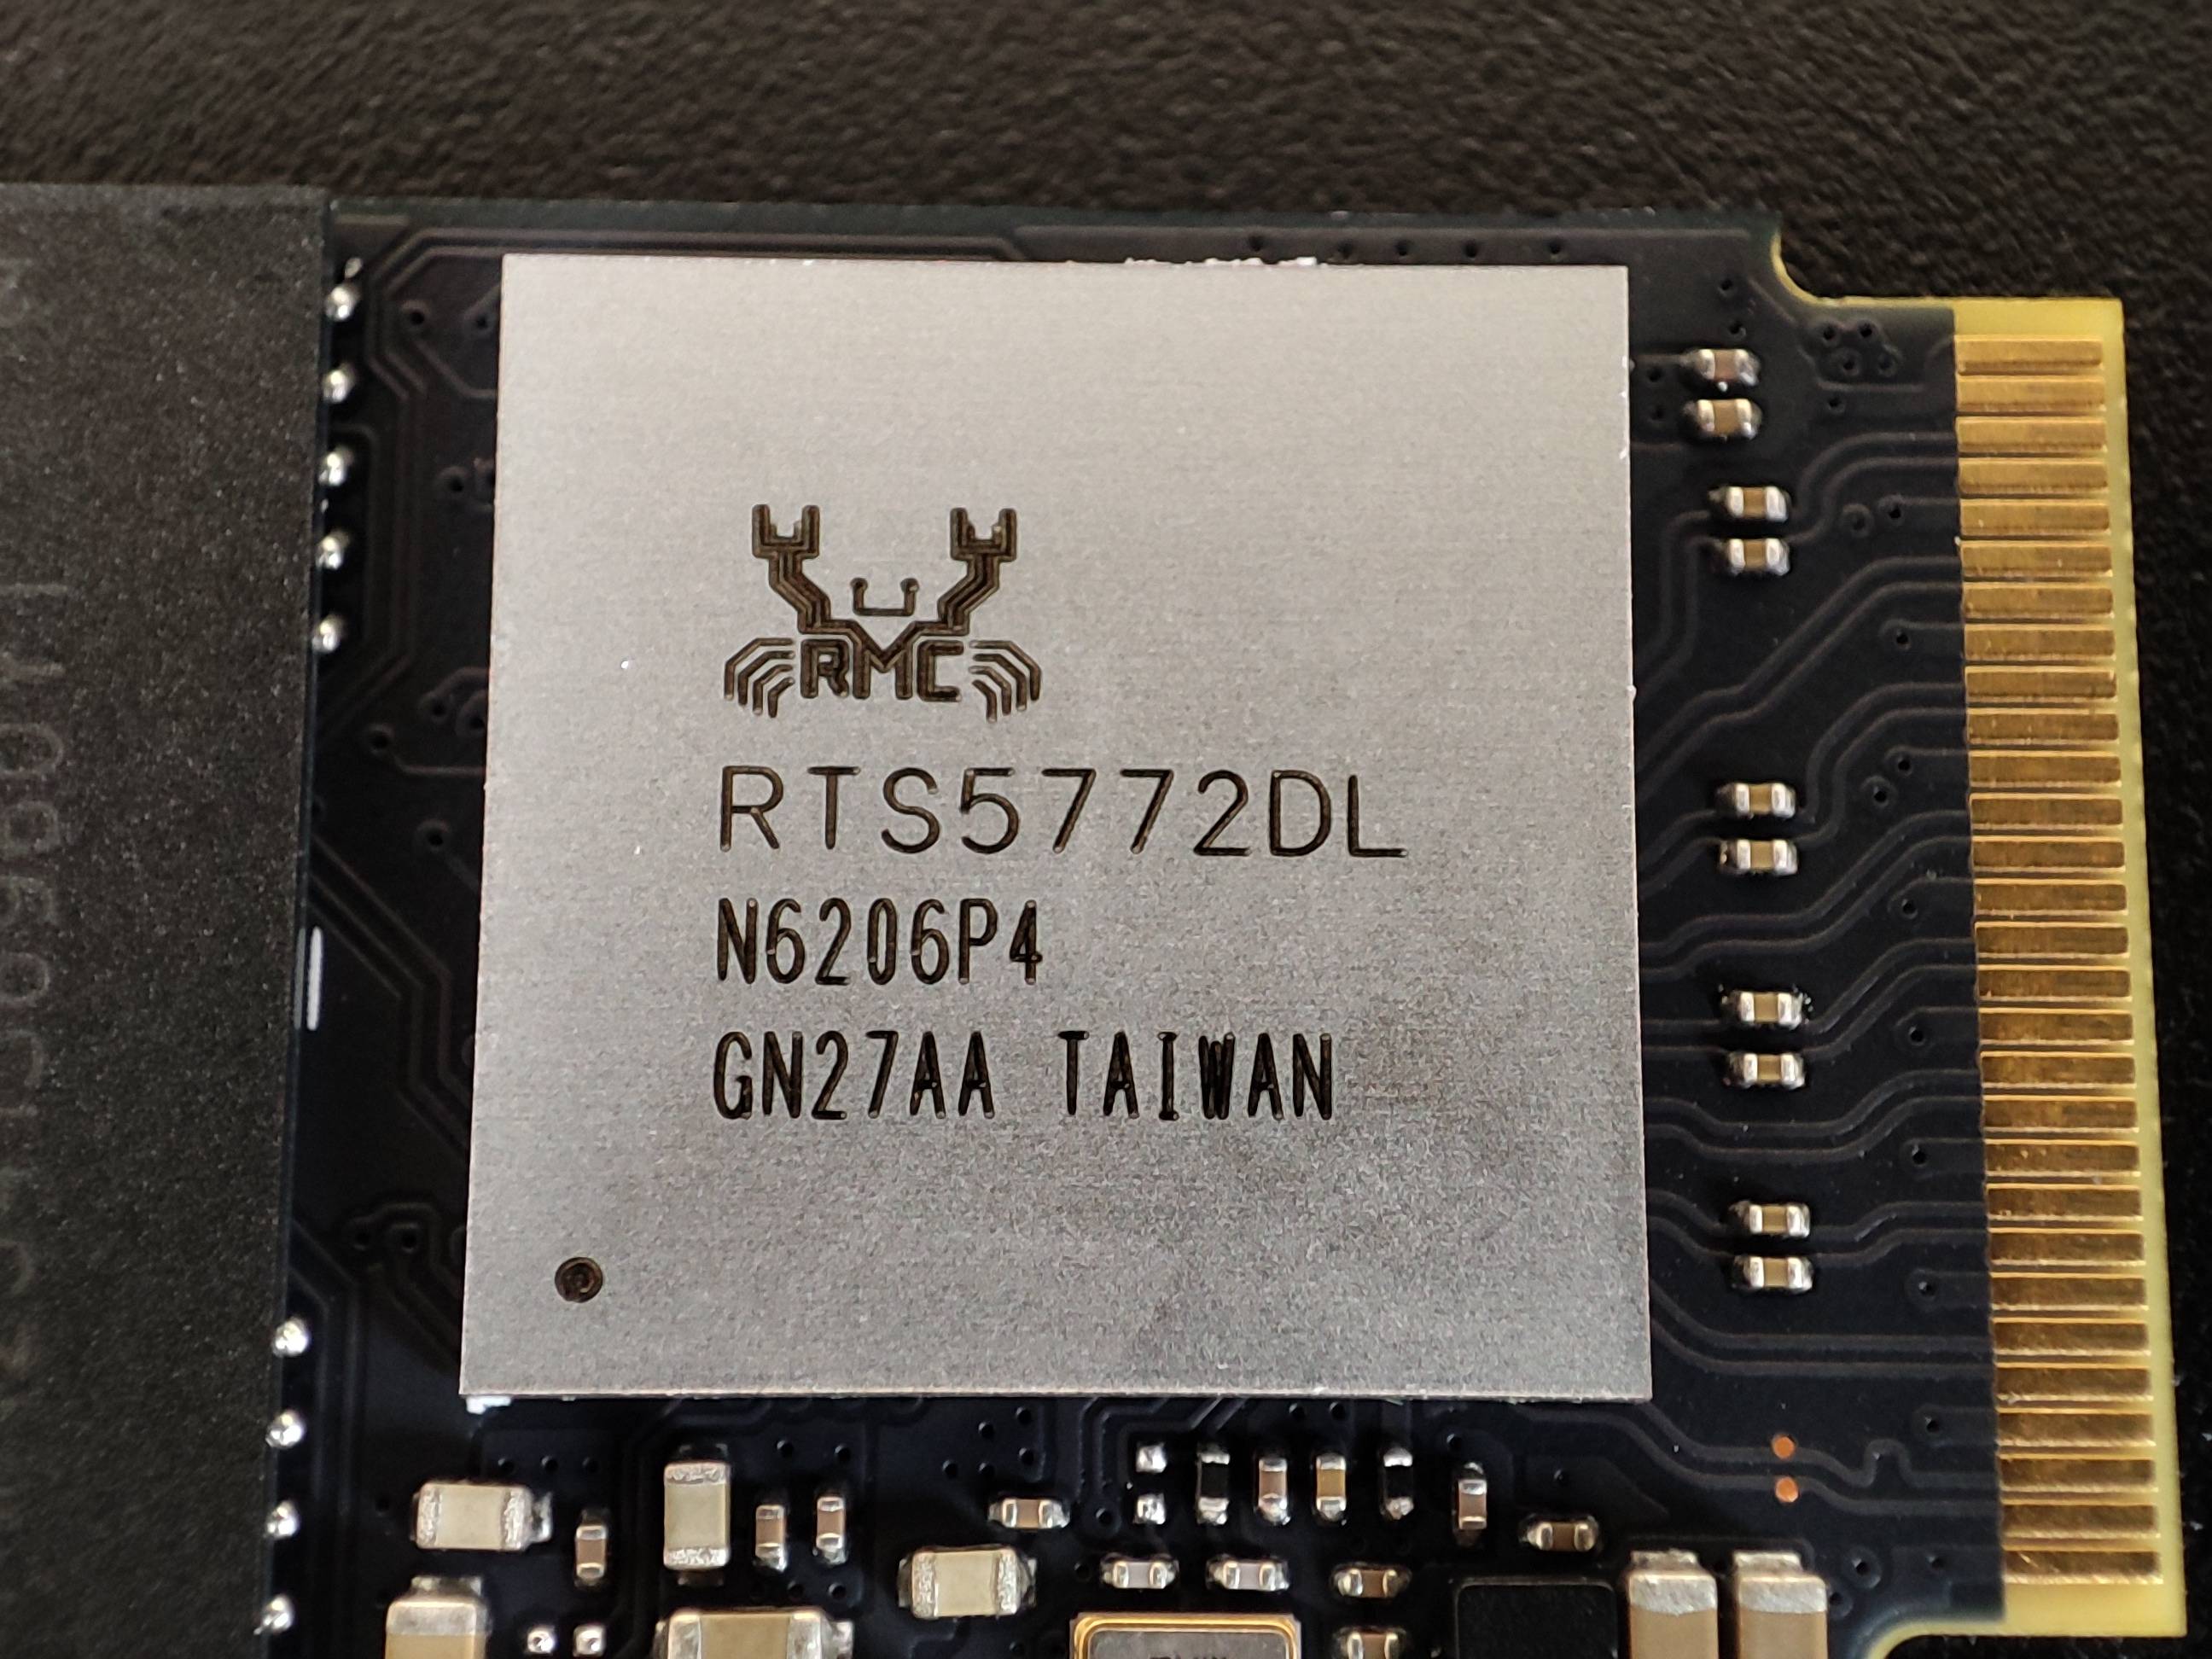 RMC
RTS5772DL
N6206P4
GN27AA TAIWAN